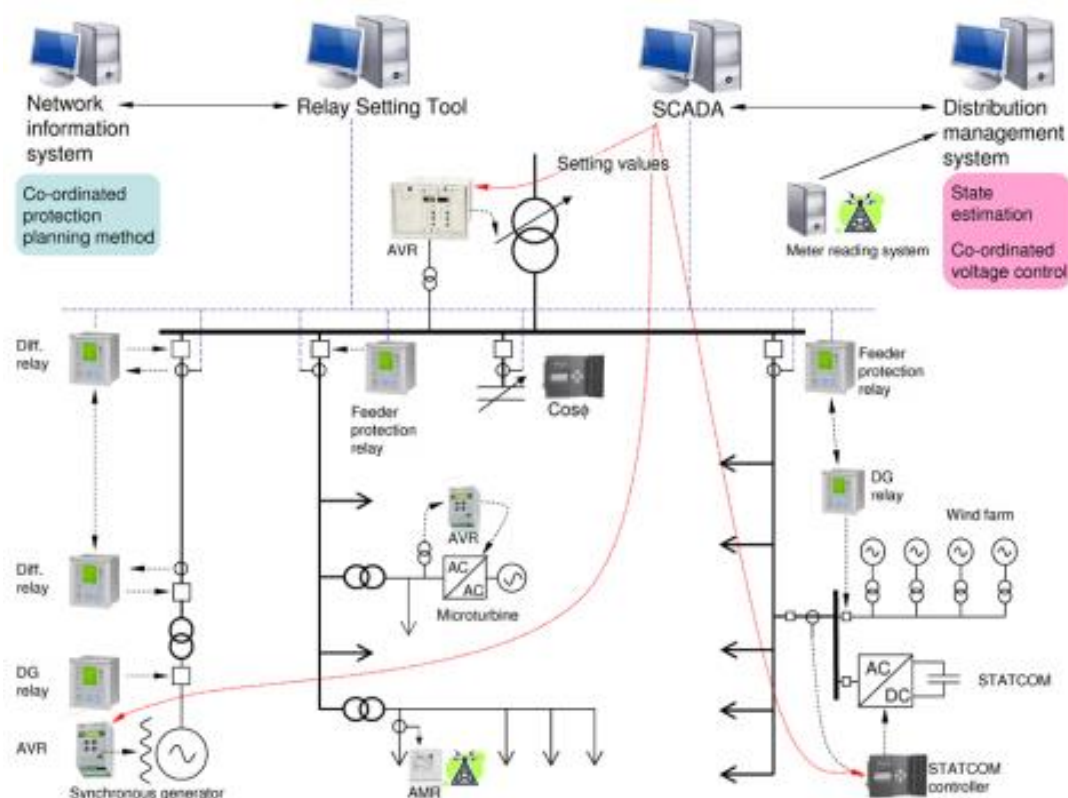 Network
information
system
Relay Setting Tool
SCADA
Distribution
management
system
Co-ordinated
protection
planning method
Setting values
AVR
Meter reading system
State
estimation
Co-ordinated
voltage control
Diff.
relay
Feeder
protection
relay
Cosϕ
Feeder
protection
relay
DG
relay
Wind farm
AVR
AC
AC
Microturbine
Diff.
relay
DG
relay
AVR
Synchronous generator
AMR
AC
DC
STATCOM
STATCOM
controller